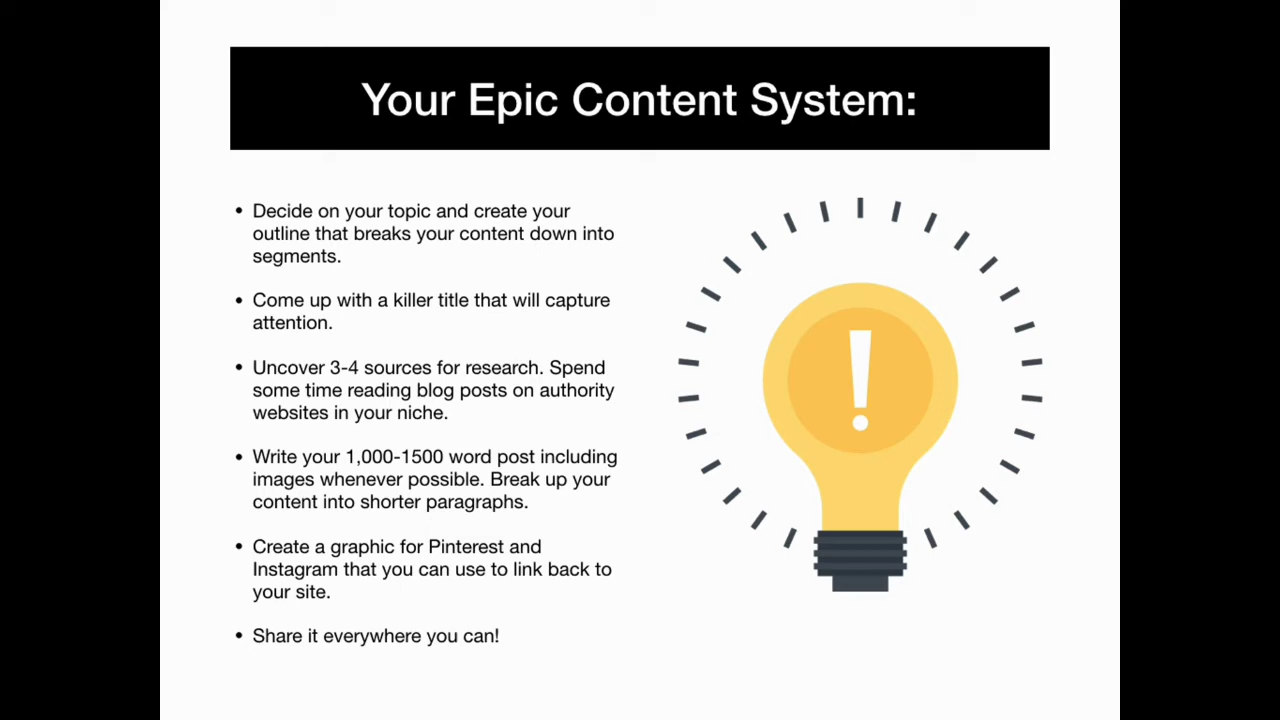 Your Epic Content System:
• Decide on your topic and create your
outline that breaks your content down into
segments.
• Come up with a killer title that will capture
attention.
• Uncover 3-4 sources for research. Spend
some time reading blog posts on authority
websites in your niche.
• Write your 1,000-1500 word post including
images whenever possible. Break up your
content into shorter paragraphs.
• Create a graphic for Pinterest and
Instagram that you can use to link back to
your site.
• Share it everywhere you can!
!